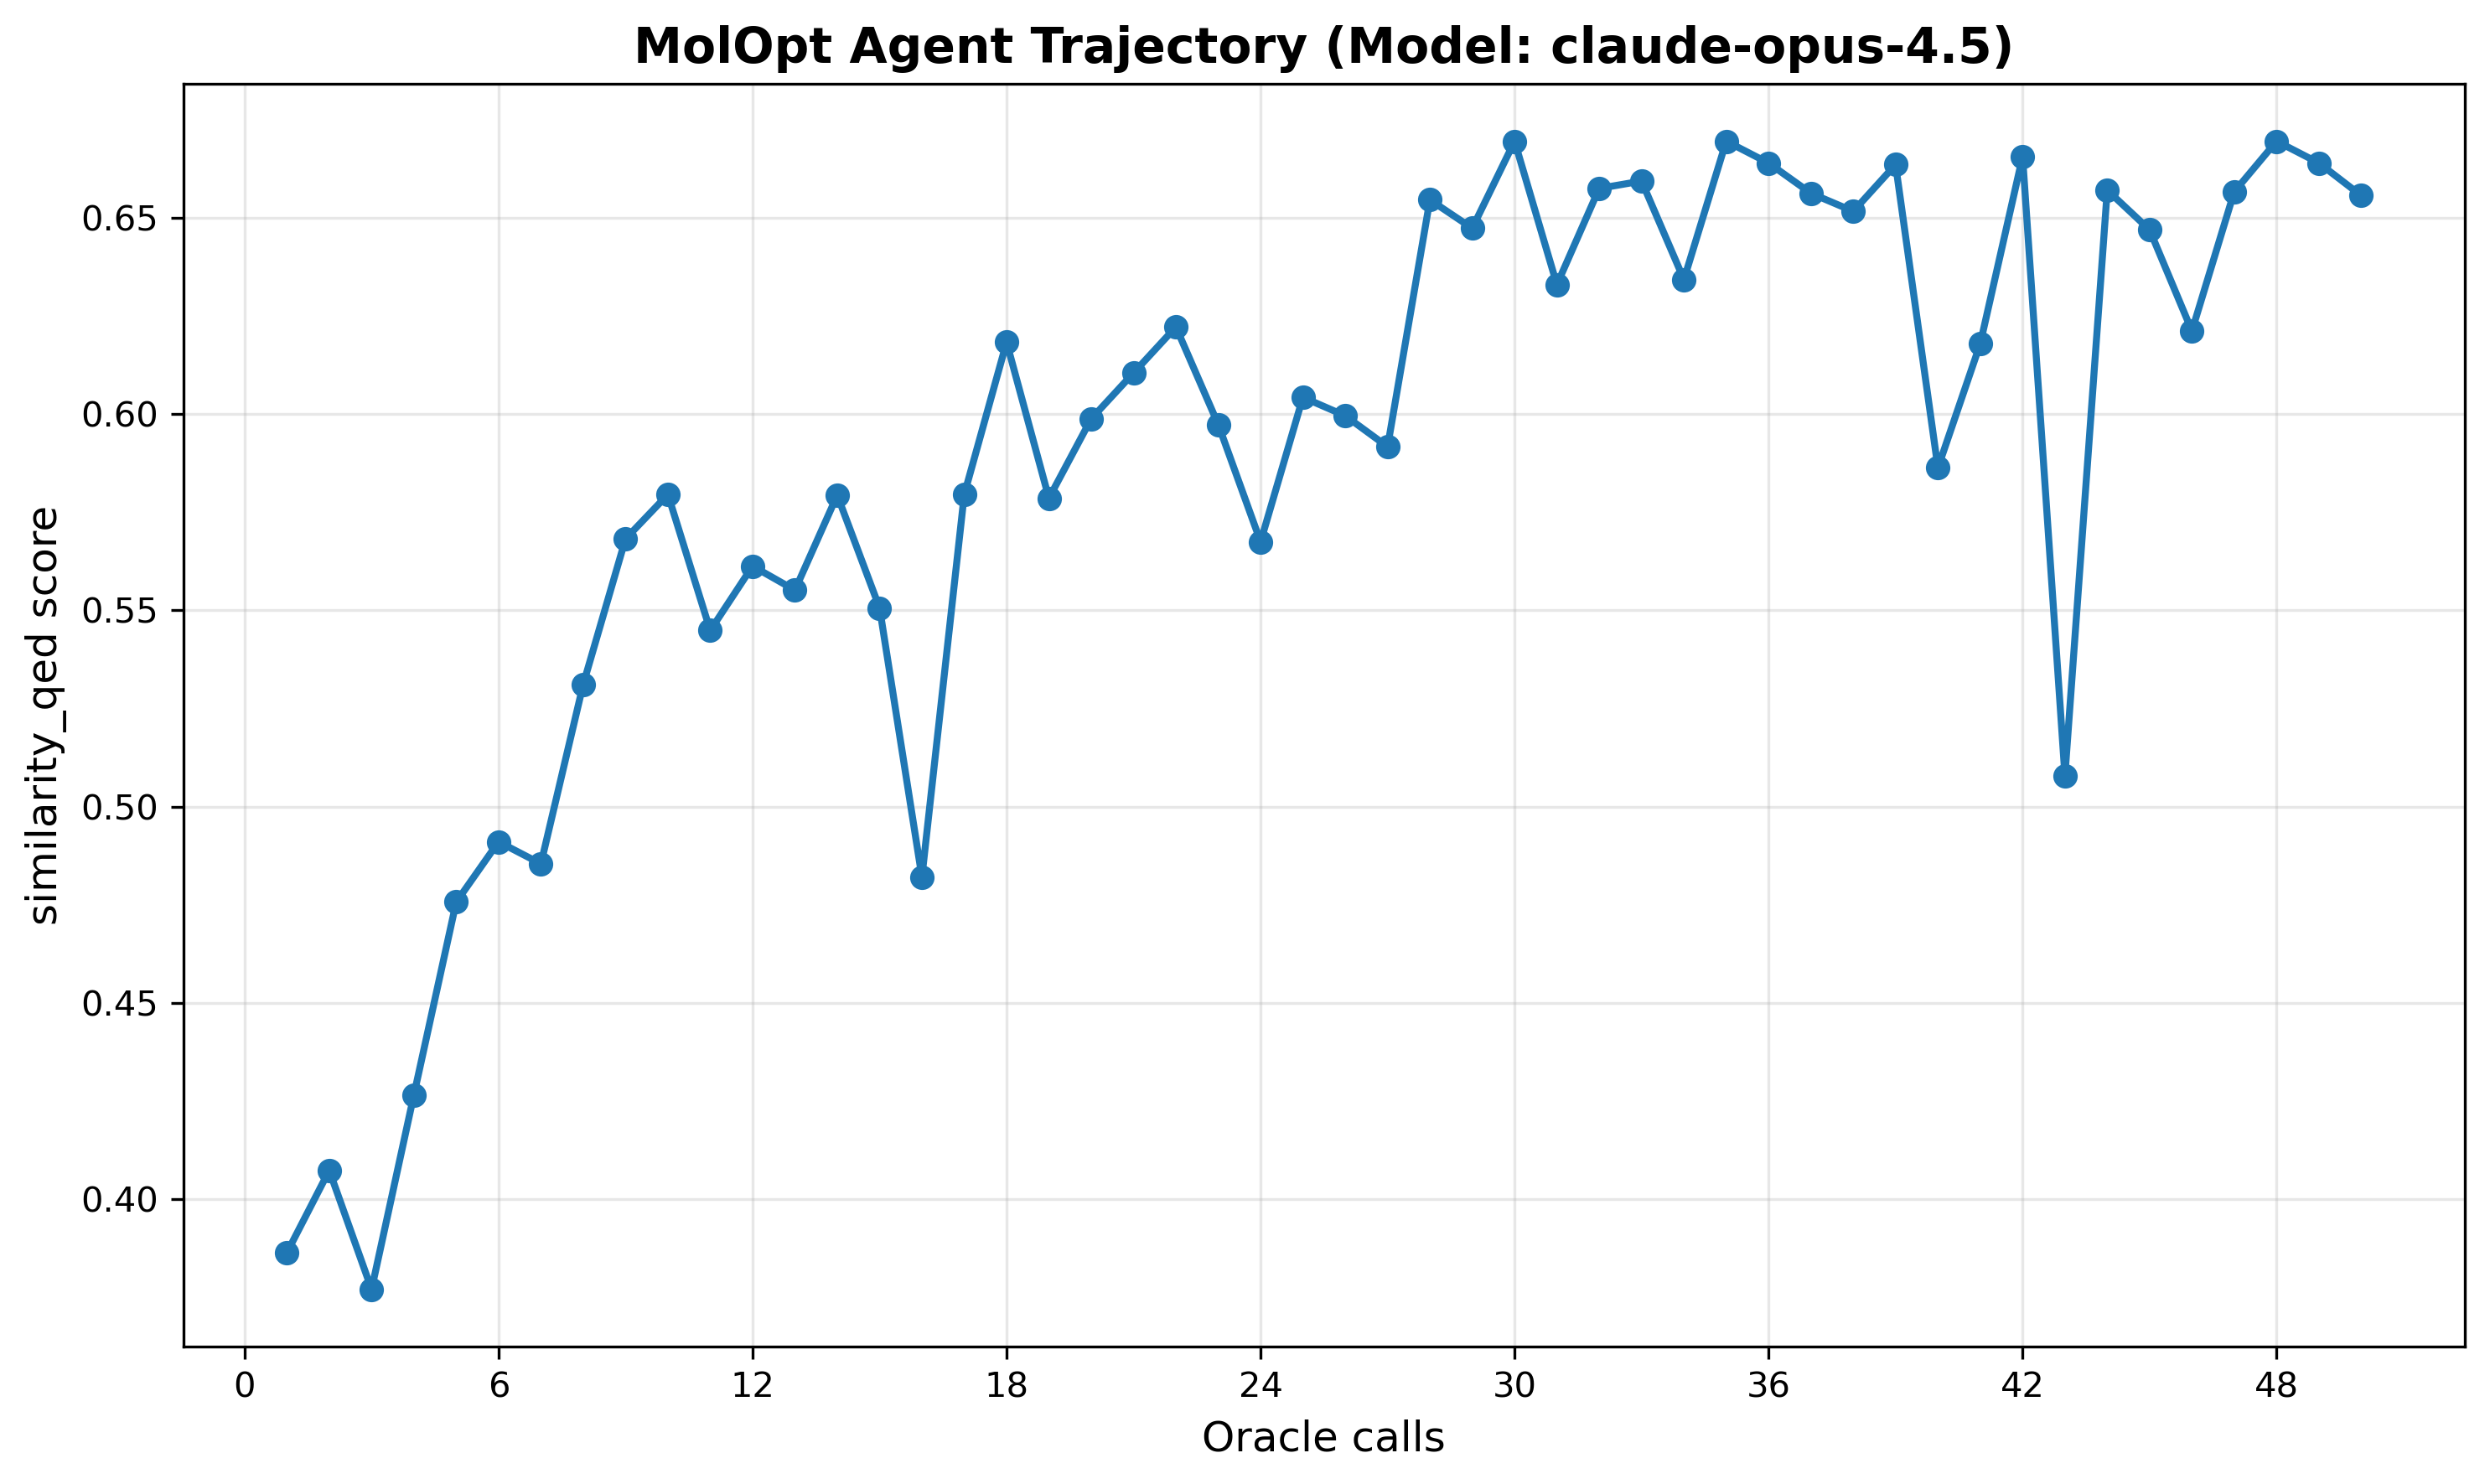 MolOpt Agent Trajectory (Model: claude-opus-4.5)
similarity_qed score
0.65
0.60
0.55
0.50
0.45
0.40
0 6 12 18 24 30 36 42 48
Oracle calls